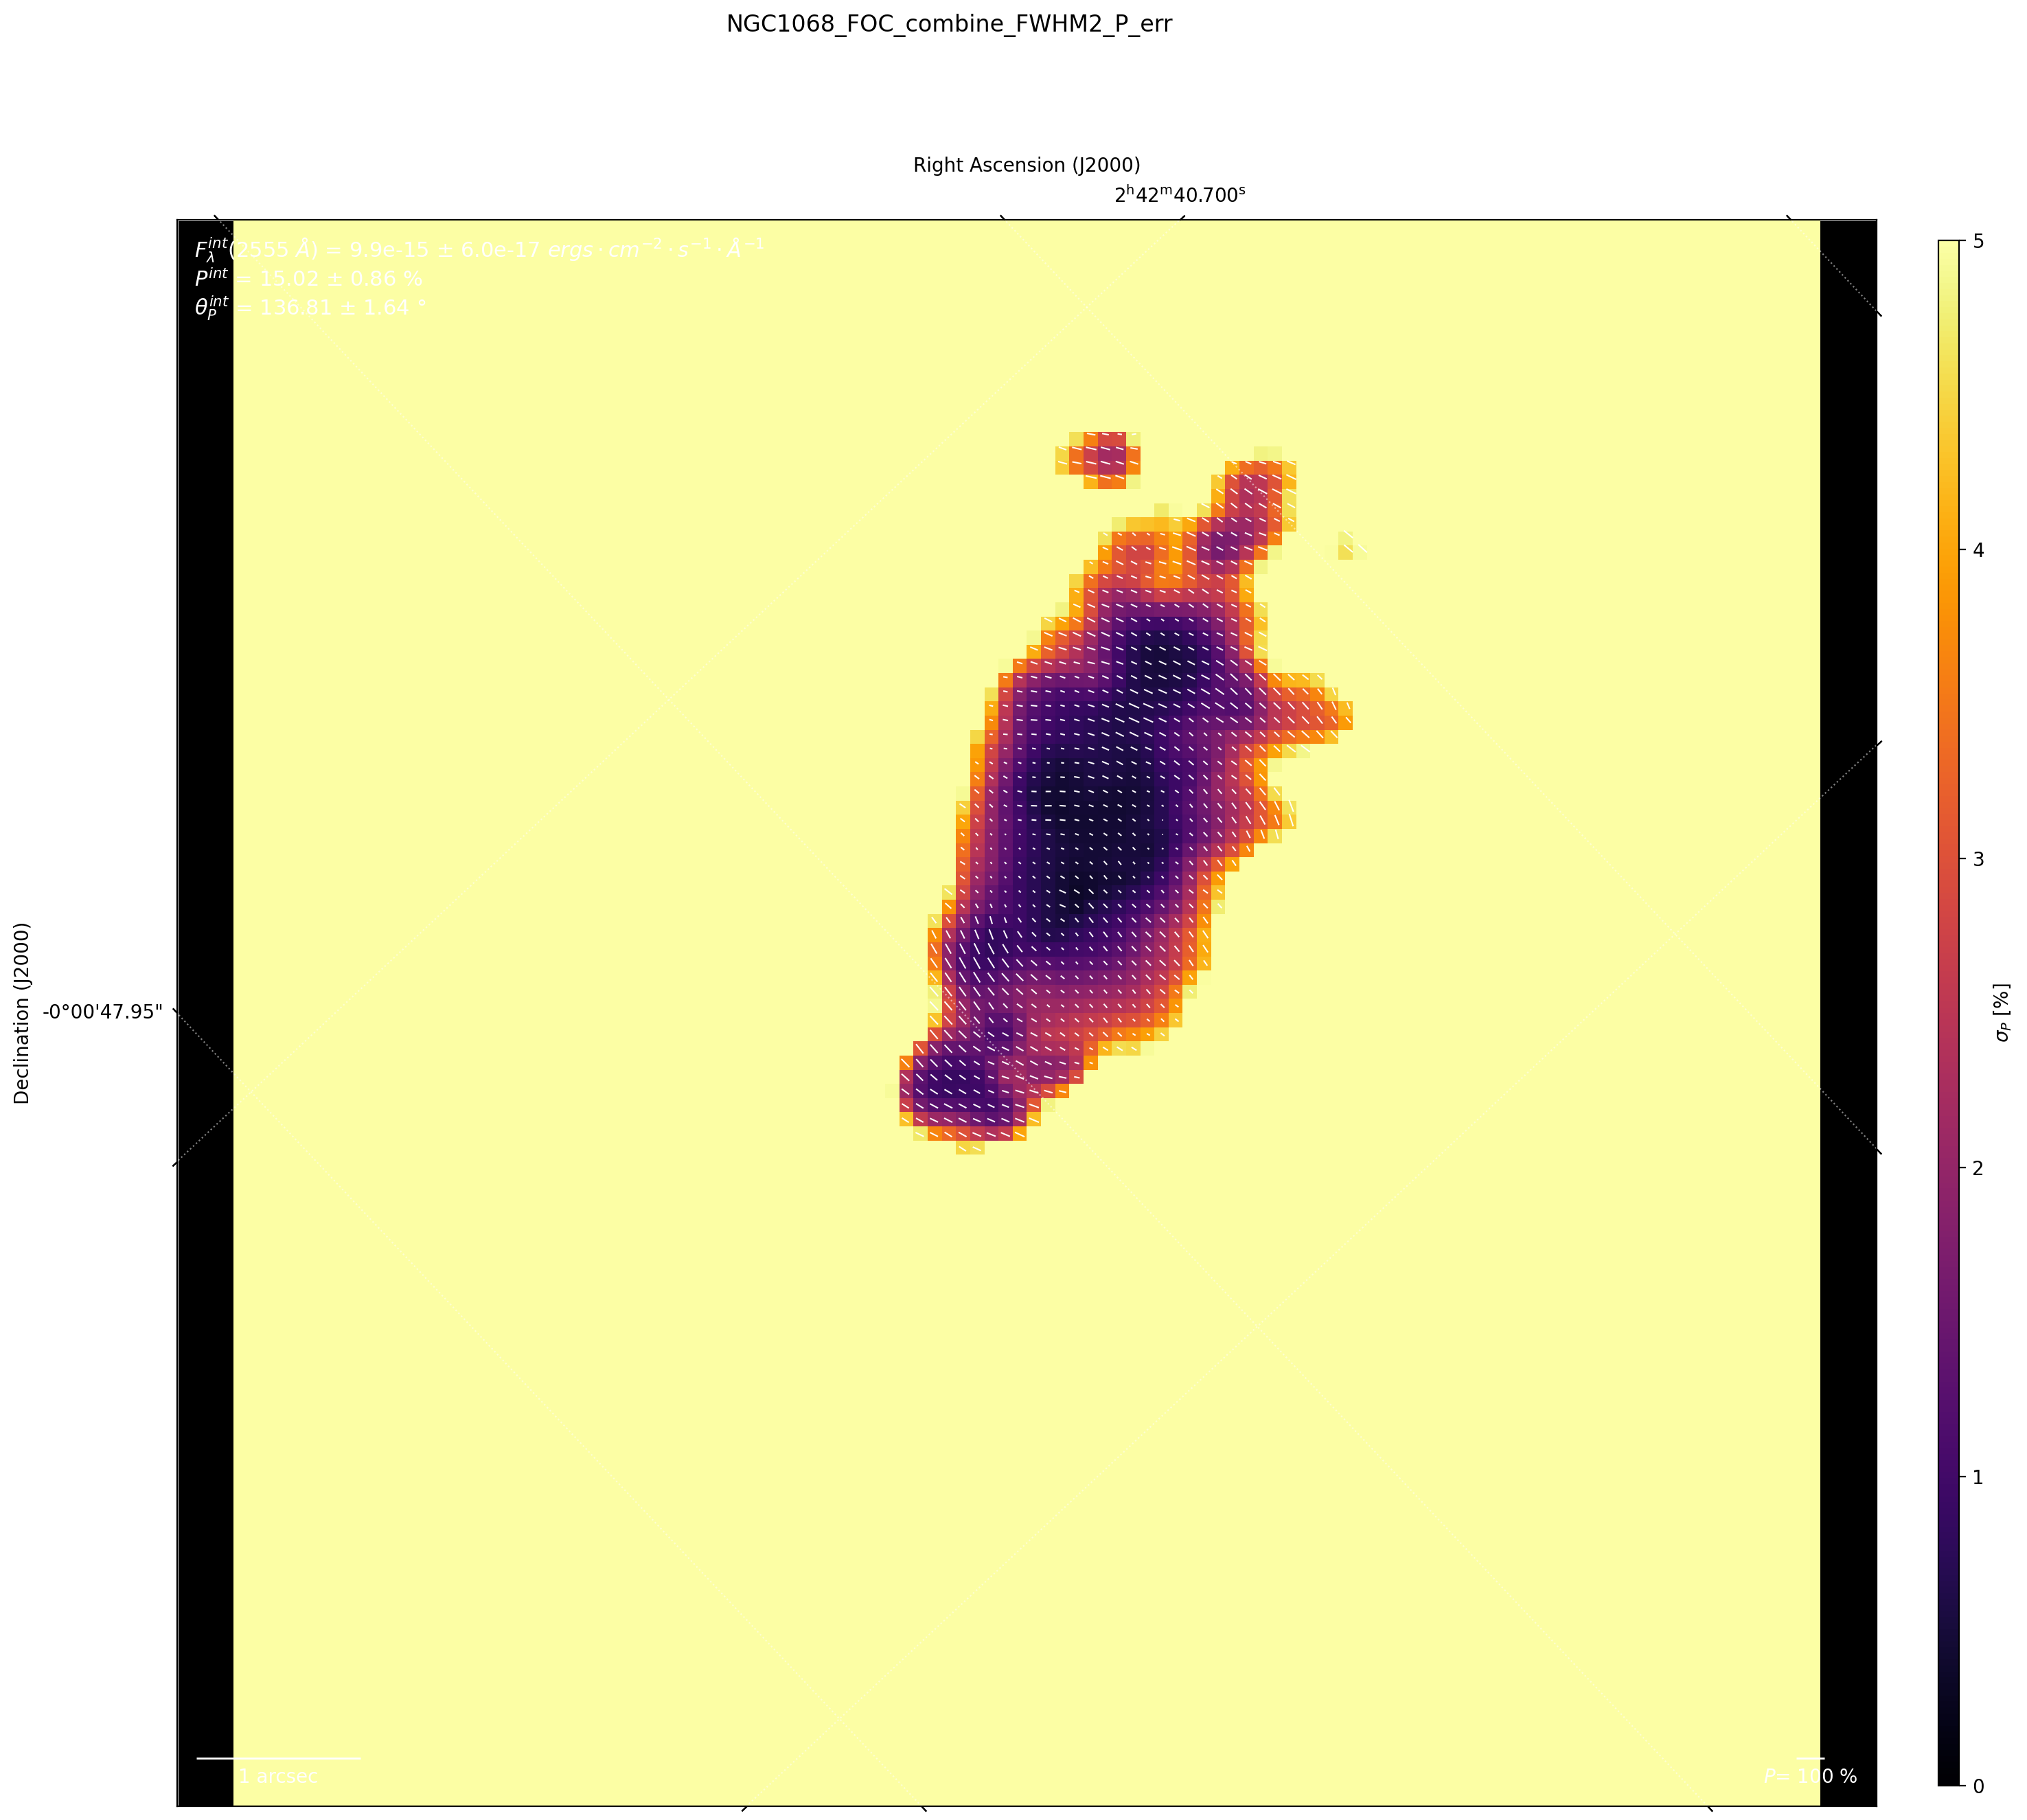 NGC1068_FOC_combine_FWHM2_P_err
Right Ascension (J2000)
2ʰ42ᵐ40.700ˢ
F_λ^int (2555 Å) = 9.9e-15 ± 6.0e-17 ergs · cm⁻² · s⁻¹ · Å⁻¹
P^int = 15.02 ± 0.86 %
θ_P^int = 136.81 ± 1.64 °
5
4
3
2
1
0
σ_P [%]
Declination (J2000)
-0°00'47.95"
1 arcsec
P= 100 %